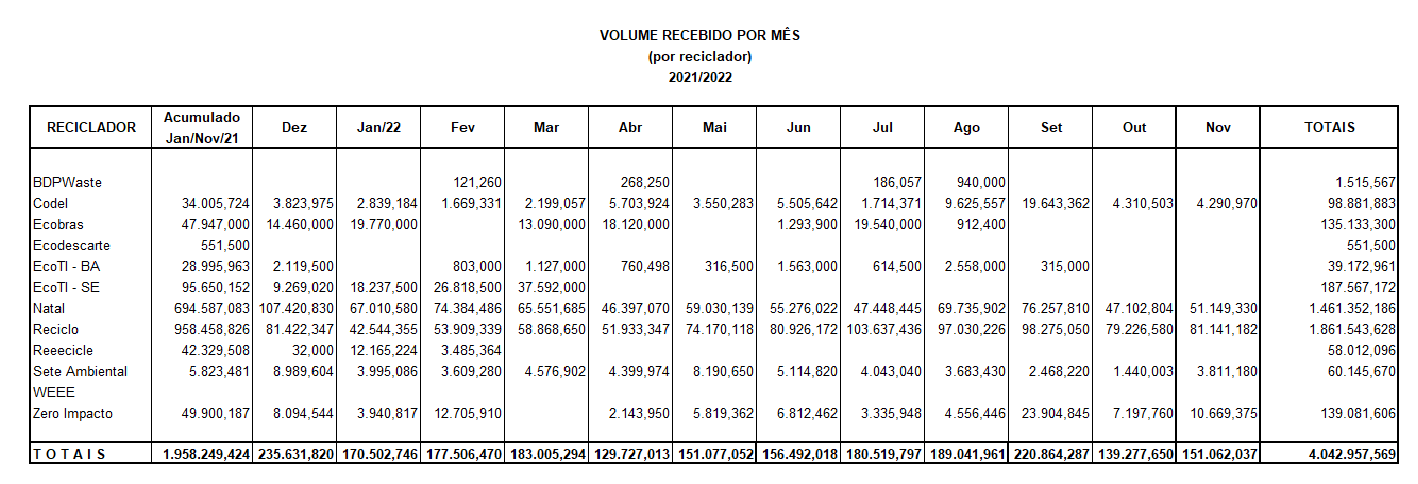 VOLUME RECEBIDO POR MÊS
(por reciclador)
2021/2022
RECICLADOR Acumulado Jan/Nov/21 Dez Jan/22 Fev Mar Abr Mai Jun Jul Ago Set Out Nov TOTAIS
BDPWaste 121,260 268,250 186,057 940,000 1.515,567
Codel 34.005,724 3.823,975 2.839,184 1.669,331 2.199,057 5.703,924 3.550,283 5.505,642 1.714,371 9.625,557 19.643,362 4.310,503 4.290,970 98.881,883
Ecobras 47.947,000 14.460,000 19.770,000 13.090,000 18.120,000 1.293,900 19.540,000 912,400 135.133,300
Ecodescarte 551,500 551,500
EcoTI - BA 28.995,963 2.119,500 803,000 1.127,000 760,498 316,500 1.563,000 614,500 2.558,000 315,000 39.172,961
EcoTI - SE 95.650,152 9.269,020 18.237,500 26.818,500 37.592,000 187.567,172
Natal 694.587,083 107.420,830 67.010,580 74.384,486 65.551,685 46.397,070 59.030,139 55.276,022 47.448,445 69.735,902 76.257,810 47.102,804 51.149,330 1.461.352,186
Reciclo 958.458,826 81.422,347 42.544,355 53.909,339 58.868,650 51.933,347 74.170,118 80.926,172 103.637,436 97.030,226 98.275,050 79.226,580 81.141,182 1.861.543,628
Reeecicle 42.329,508 32,000 12.165,224 3.485,364 58.012,096
Sete Ambiental 5.823,481 8.989,604 3.995,086 3.609,280 4.576,902 4.399,974 8.190,650 5.114,820 4.043,040 3.683,430 2.468,220 1.440,003 3.811,180 60.145,670
WEEE
Zero Impacto 49.900,187 8.094,544 3.940,817 12.705,910 2.143,950 5.819,362 6.812,462 3.335,948 4.556,446 23.904,845 7.197,760 10.669,375 139.081,606
T O T A I S 1.958.249,424 235.631,820 170.502,746 177.506,470 183.005,294 129.727,013 151.077,052 156.492,018 180.519,797 189.041,961 220.864,287 139.277,650 151.062,037 4.042.957,569